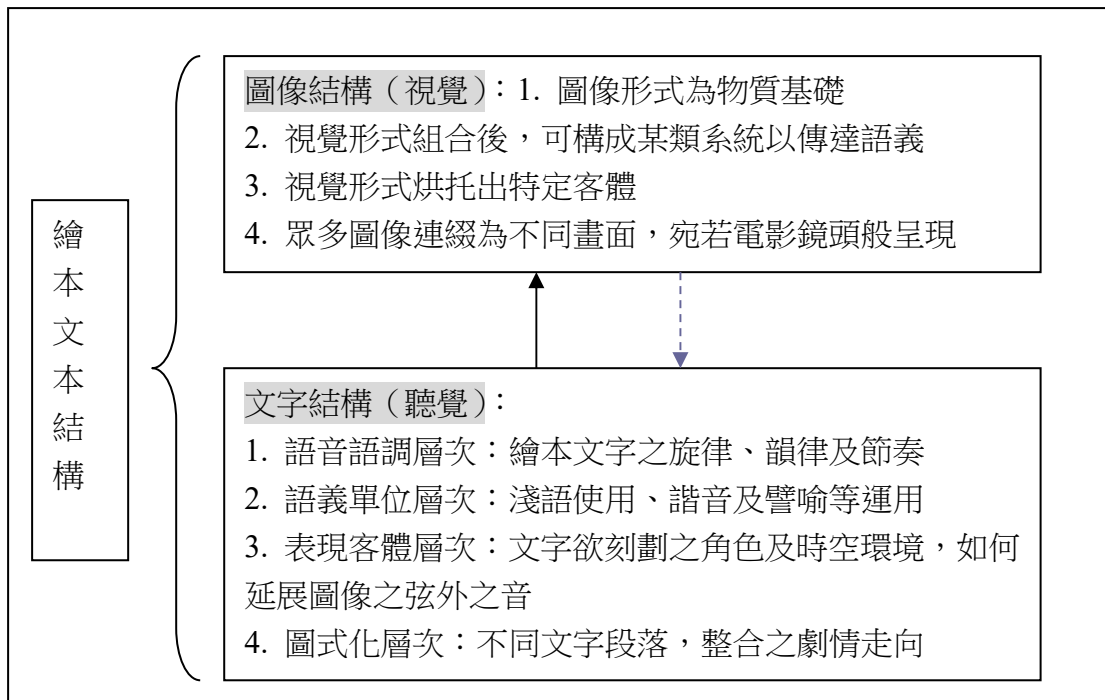 繪本文本結構
圖像結構（視覺）：1. 圖像形式為物質基礎
2. 視覺形式組合後，可構成某類系統以傳達語義
3. 視覺形式烘托出特定客體
4. 眾多圖像連綴為不同畫面，宛若電影鏡頭般呈現
文字結構（聽覺）：
1. 語音語調層次：繪本文字之旋律、韻律及節奏
2. 語義單位層次：淺語使用、諧音及譬喻等運用
3. 表現客體層次：文字欲刻劃之角色及時空環境，如何
延展圖像之弦外之音
4. 圖式化層次：不同文字段落，整合之劇情走向